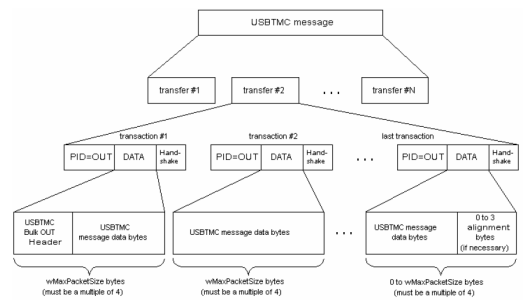 USBTMC message
transfer #1
transfer #2
. . .
transfer #N
transaction #1
transaction #2
last transaction
PID=OUT
DATA
Hand-
shake
PID=OUT
DATA
Hand-
shake
. . .
PID=OUT
DATA
Hand-
shake
USBTMC
Bulk OUT
Header
USBTMC
message data bytes
USBTMC message data bytes
. . .
USBTMC message
data bytes
0 to 3
alignment
bytes
(if necessary)
wMaxPacketSize bytes
(must be a multiple of 4)
wMaxPacketSize bytes
(must be a multiple of 4)
0 to wMaxPacketSize bytes
(must be a multiple of 4)